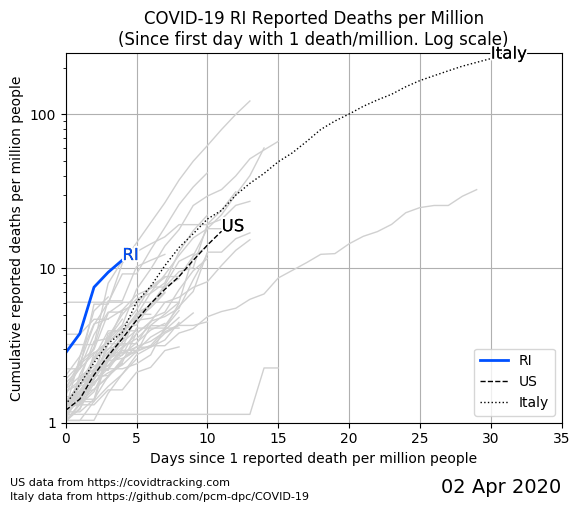 COVID-19 RI Reported Deaths per Million
(Since first day with 1 death/million. Log scale)
Cumulative reported deaths per million people
100
10
1
Italy
US
RI
RI
US
Italy
0 5 10 15 20 25 30 35
Days since 1 reported death per million people
US data from https://covidtracking.com
Italy data from https://github.com/pcm-dpc/COVID-19
02 Apr 2020